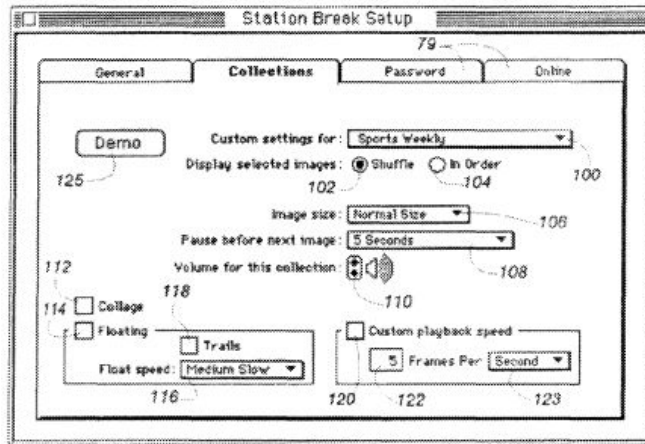 Station Break Setup
79
General Collections Password Online
Demo
125
Custom settings for: Sports Weekly
100
Display selected images: Shuffle In Order
102 104
Image size: Normal Size
106
Pause before next image: 5 Seconds
108
Volume for this collection:
110
112
Collage
114
Floating
118
Trails
Float speed: Medium Slow
116
Custom playback speed
5 Frames Per Second
120 122 123